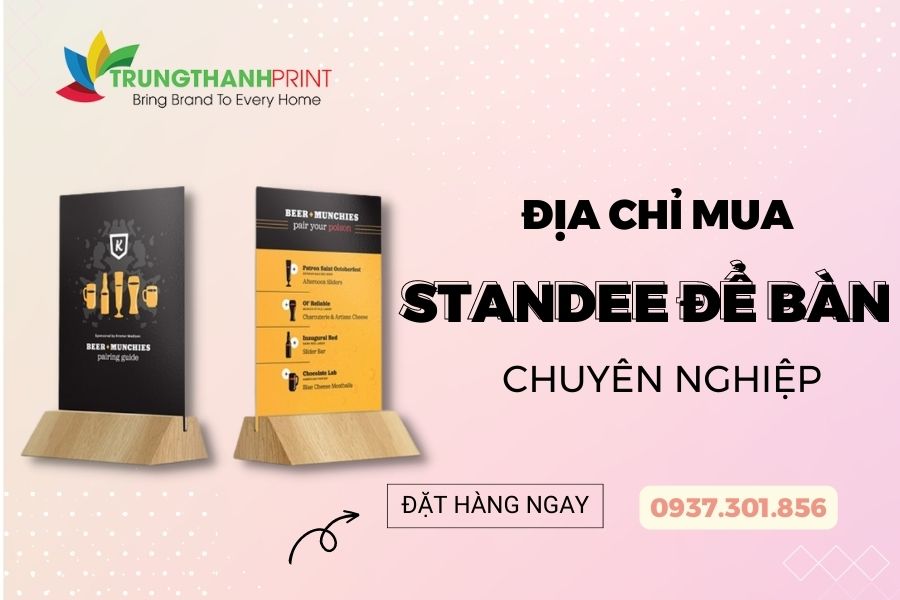 TRUNGTHANHPRINT
Bring Brand To Every Home
ĐỊA CHỈ MUA
STANDEE ĐỂ BÀN
CHUYÊN NGHIỆP
ĐẶT HÀNG NGAY
0937.301.856
K
BEER+MUNCHIES
pairing guide
BEER+MUNCHIES
pair your poison
Patron Saint Octoberfest
Afternoon Sliders
Ol' Reliable
Charcuterie & Artisan Cheese
Inaugural Red
Slider Bar
Chocolate Lab
Blue Cheese Meatballs